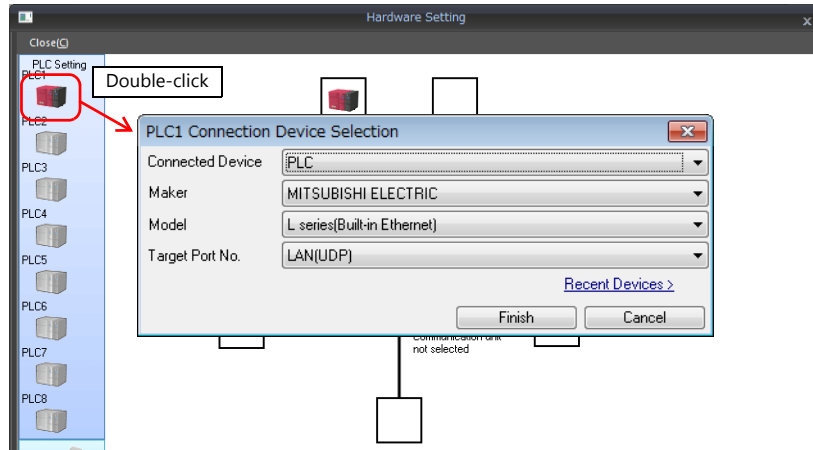 Hardware Setting
x
Close(C)
PLC Setting
PLC1
Double-click
PLC2
PLC3
PLC4
PLC5
PLC6
PLC7
PLC8
PLC1 Connection Device Selection
Connected Device PLC
Maker MITSUBISHI ELECTRIC
Model L series(Built-in Ethernet)
Target Port No. LAN(UDP)
Recent Devices >
Finish Cancel
Communication unit
not selected